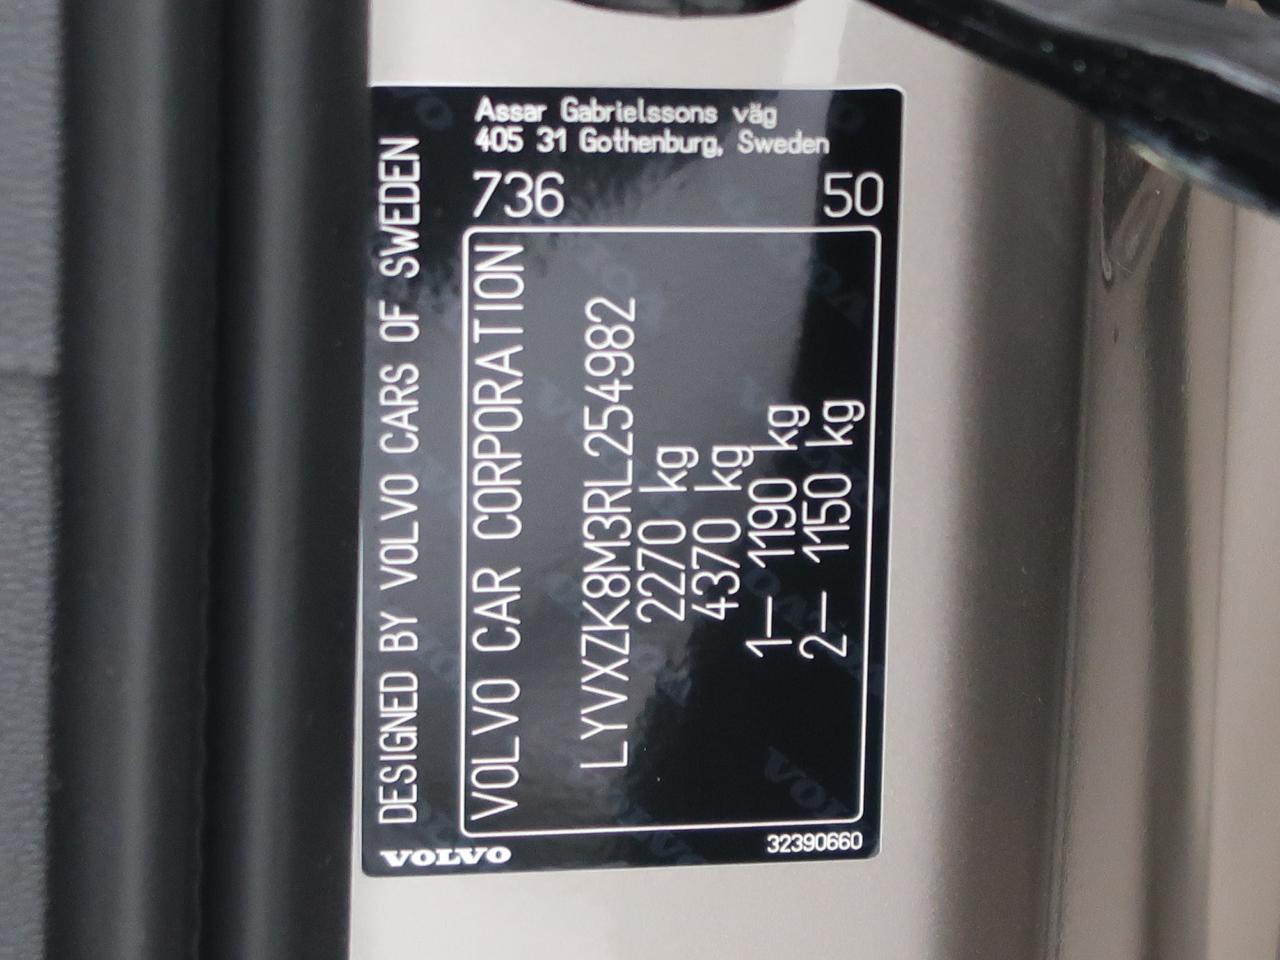 Assar Gabrielssons väg
405 31 Gothenburg, Sweden
736
50
DESIGNED BY VOLVO CARS OF SWEDEN
VOLVO CAR CORPORATION
LYVXZK8M3RL254982
2270 kg
4370 kg
1– 1190 kg
2– 1150 kg
VOLVO
32390660